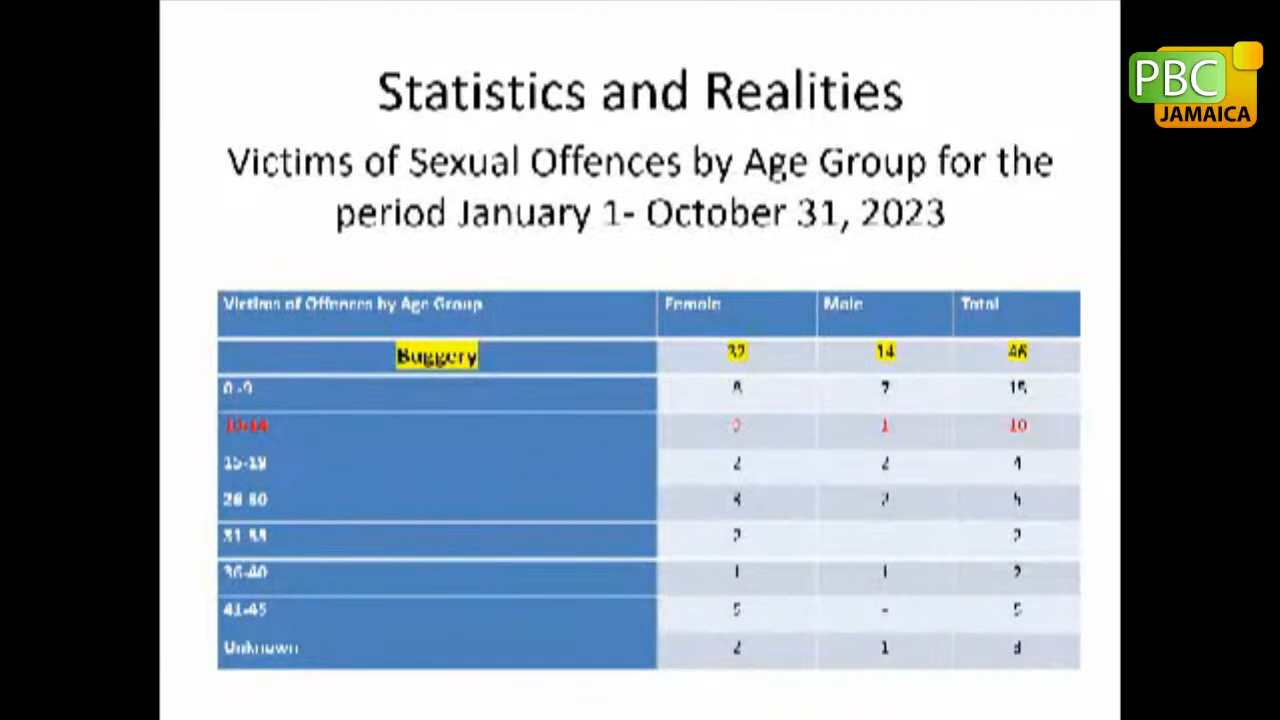 PBC
JAMAICA
Statistics and Realities
Victims of Sexual Offences by Age Group for the
period January 1- October 31, 2023
Victims of Offences by Age Group Female Male Total
Buggery 32 14 46
0 -9 8 7 15
10-14 9 1 10
2 2 4
26-30 3 2 5
31-35 2 2
36-40 1 1 2
41-45 5 - 5
Unknown 2 1 3